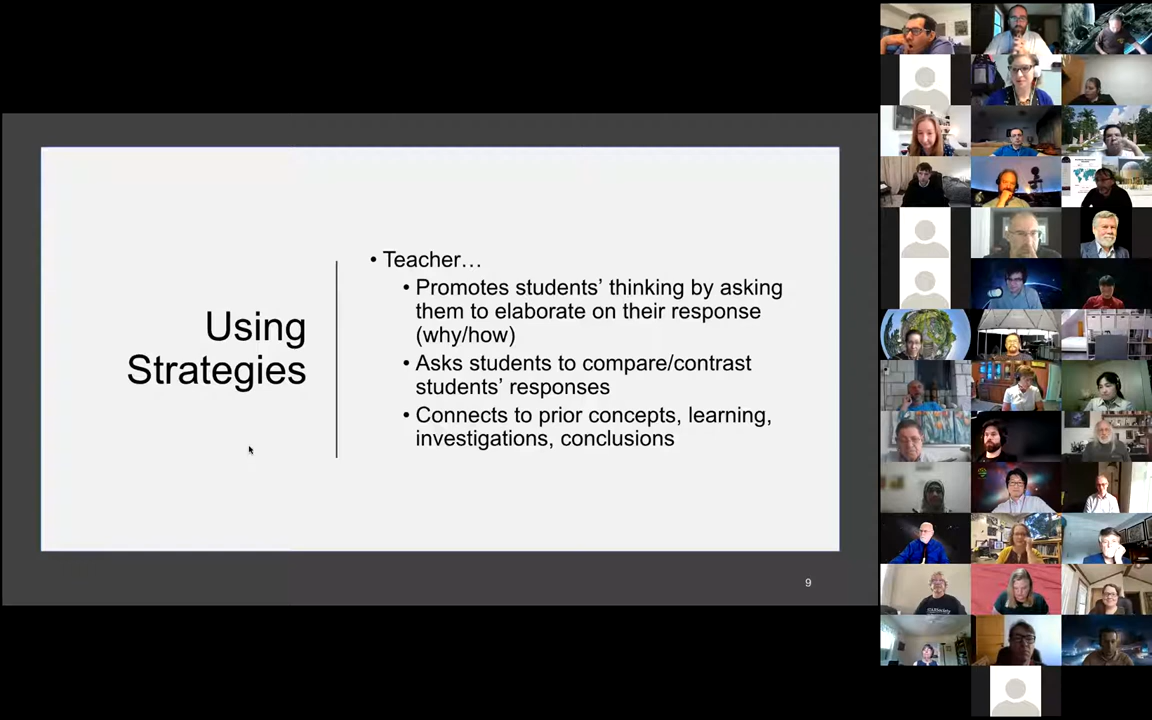 Using
Strategies
• Teacher…
• Promotes students’ thinking by asking
them to elaborate on their response
(why/how)
• Asks students to compare/contrast
students’ responses
• Connects to prior concepts, learning,
investigations, conclusions
9